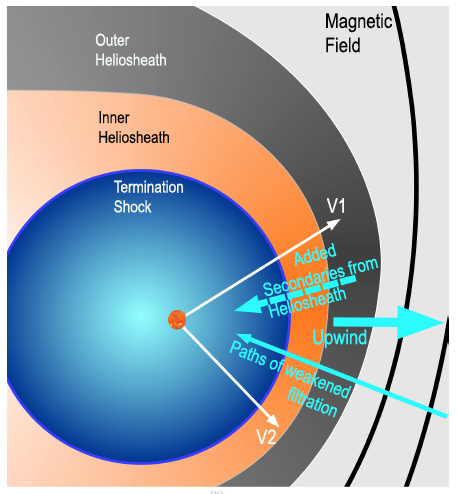 Magnetic
Field
Outer
Heliosheath
Inner
Heliosheath
Termination
Shock
V1
Added
Secondaries from
Heliosheath
Upwind
Paths of weakened
filtration
V2